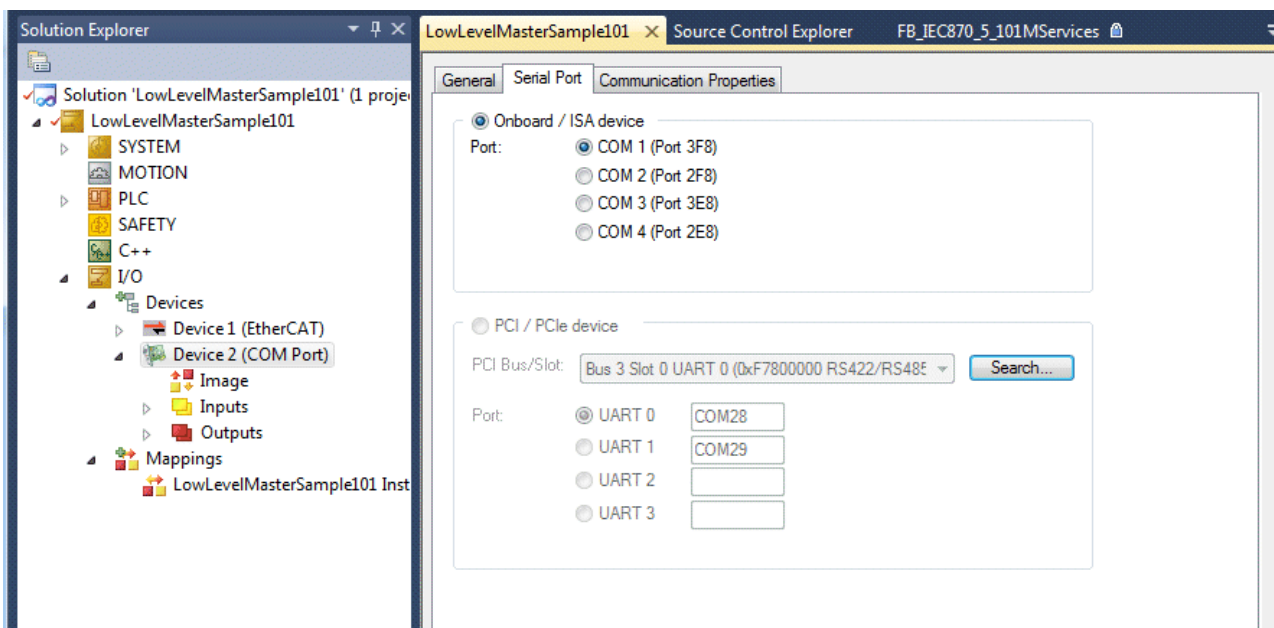 Solution Explorer
Solution 'LowLevelMasterSample101' (1 proje
LowLevelMasterSample101
SYSTEM
MOTION
PLC
SAFETY
C++
I/O
Devices
Device 1 (EtherCAT)
Device 2 (COM Port)
Image
Inputs
Outputs
Mappings
LowLevelMasterSample101 Inst
LowLevelMasterSample101 Source Control Explorer FB_IEC870_5_101MServices
General Serial Port Communication Properties
Onboard / ISA device
Port: COM 1 (Port 3F8)
COM 2 (Port 2F8)
COM 3 (Port 3E8)
COM 4 (Port 2E8)
PCI / PCIe device
PCI Bus/Slot: Bus 3 Slot 0 UART 0 (0xF7800000 RS422/RS485 Search...
Port: UART 0 COM28
UART 1 COM29
UART 2
UART 3